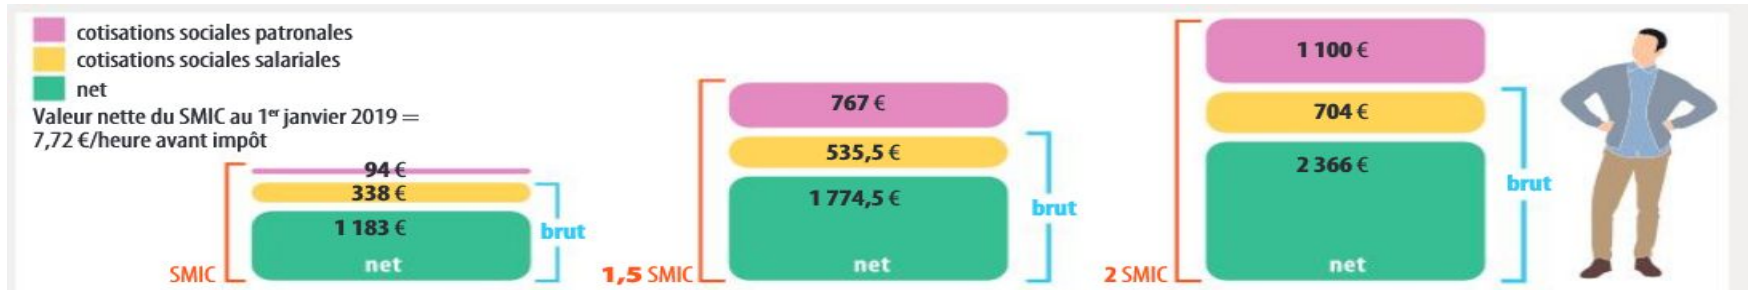 cotisations sociales patronales
cotisations sociales salariales
net
Valeur nette du SMIC au 1er janvier 2019 =
7,72 €/heure avant impôt
94 €
338 €
1 183 €
net
brut
SMIC
767 €
535,5 €
1 774,5 €
net
brut
1,5 SMIC
1 100 €
704 €
2 366 €
net
brut
2 SMIC